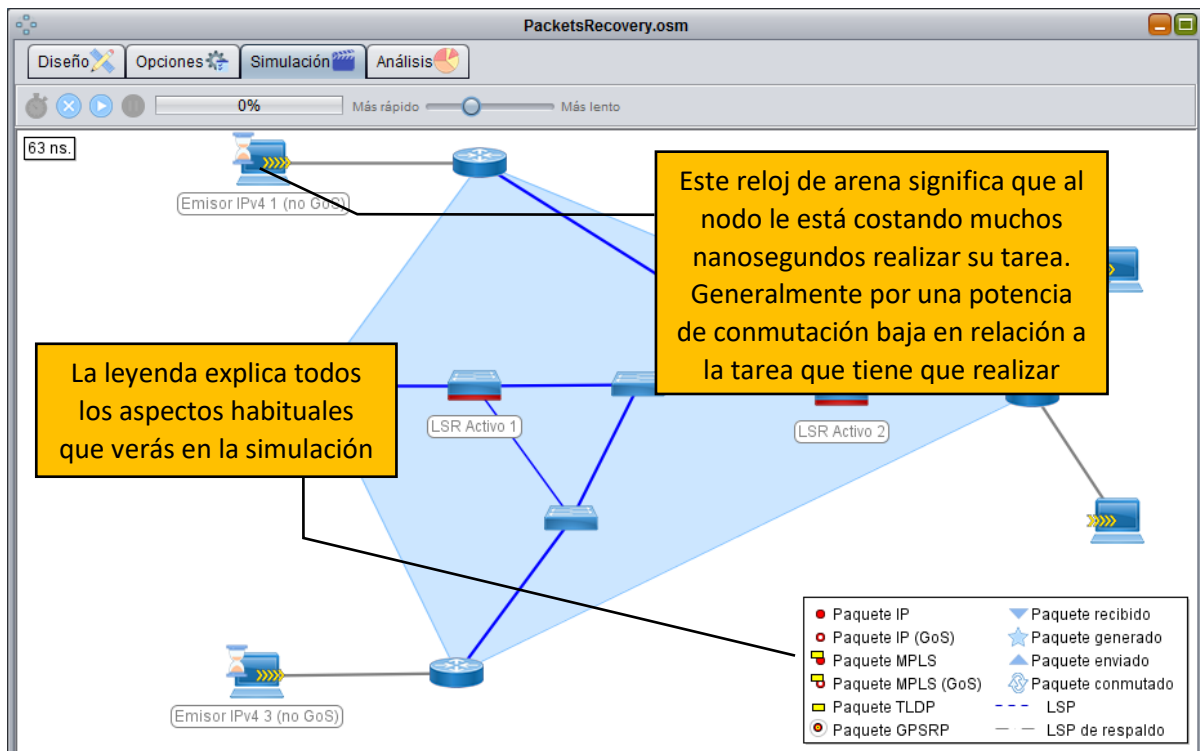 PacketsRecovery.osm
Diseño
Opciones
Simulación
Análisis
0%
Más rápido
Más lento
63 ns.
Emisor IPv4 1 (no GoS)
Este reloj de arena significa que al
nodo le está costando muchos
nanosegundos realizar su tarea.
Generalmente por una potencia
de conmutación baja en relación a
la tarea que tiene que realizar
La leyenda explica todos
los aspectos habituales
que verás en la simulación
LSR Activo 1
LSR Activo 2
Emisor IPv4 3 (no GoS)
Paquete IP
Paquete IP (GoS)
Paquete MPLS
Paquete MPLS (GoS)
Paquete TLDP
Paquete GPSRP
Paquete recibido
Paquete generado
Paquete enviado
Paquete conmutado
LSP
LSP de respaldo